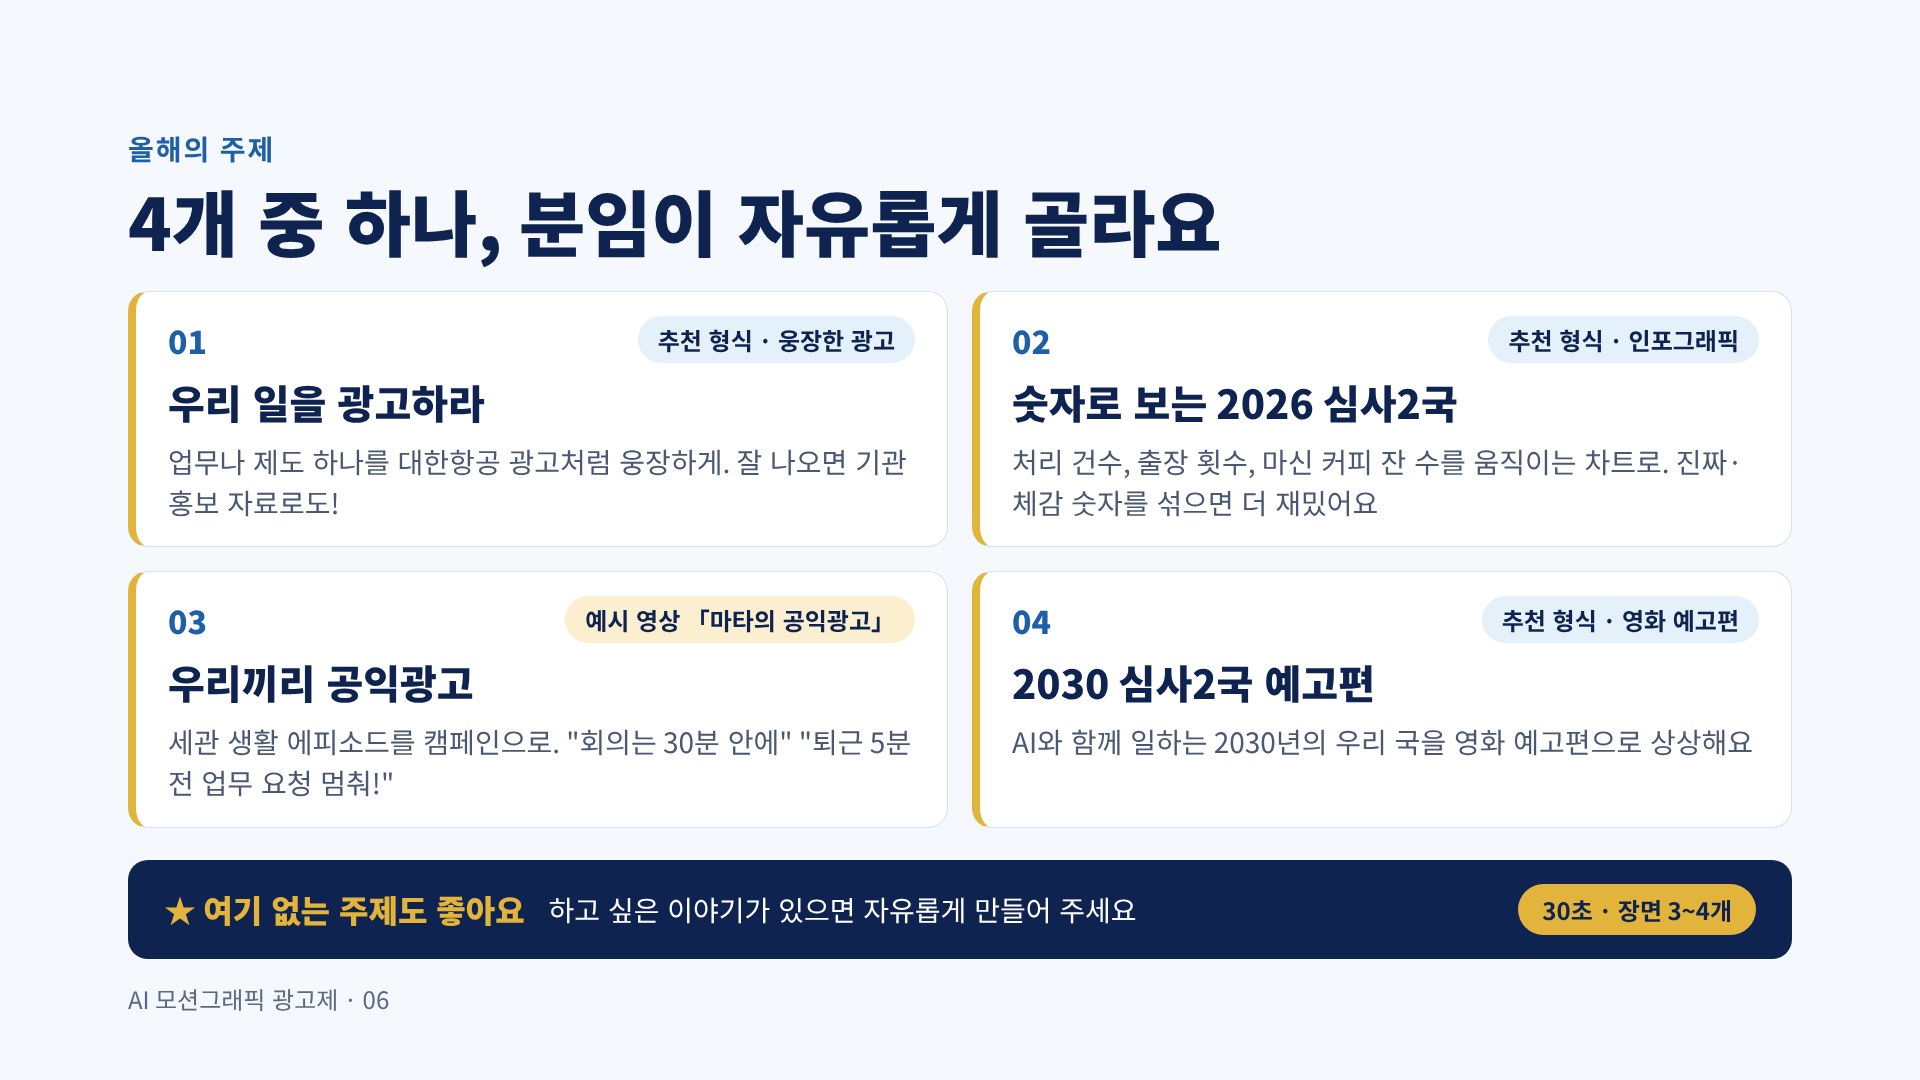 올해의 주제
4개 중 하나, 분임이 자유롭게 골라요
01
추천 형식 · 웅장한 광고
우리 일을 광고하라
업무나 제도 하나를 대한항공 광고처럼 웅장하게. 잘 나오면 기관
홍보 자료로도!
02
추천 형식 · 인포그래픽
숫자로 보는 2026 심사2국
처리 건수, 출장 횟수, 마신 커피 잔 수를 움직이는 차트로. 진짜·
체감 숫자를 섞으면 더 재밌어요
03
예시 영상 「마타의 공익광고」
우리끼리 공익광고
세관 생활 에피소드를 캠페인으로. "회의는 30분 안에" "퇴근 5분
전 업무 요청 멈춰!"
04
추천 형식 · 영화 예고편
2030 심사2국 예고편
AI와 함께 일하는 2030년의 우리 국을 영화 예고편으로 상상해요
★ 여기 없는 주제도 좋아요 하고 싶은 이야기가 있으면 자유롭게 만들어 주세요
30초 · 장면 3~4개
AI 모션그래픽 광고제 · 06